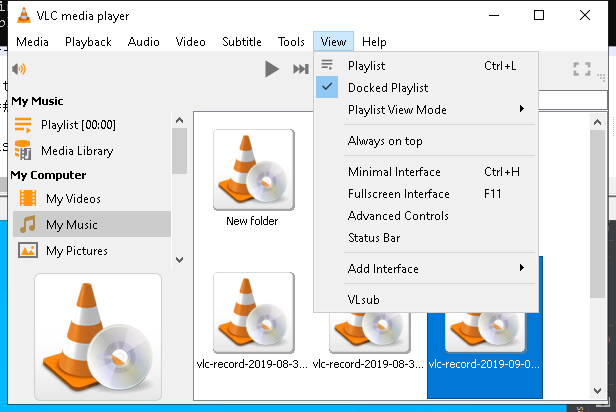 VLC media player
Media Playback Audio Video Subtitle Tools View Help
My Music
Playlist [00:00]
Media Library
My Computer
My Videos
My Music
My Pictures
Playlist Ctrl+L
Docked Playlist
Playlist View Mode
Always on top
Minimal Interface Ctrl+H
Fullscreen Interface F11
Advanced Controls
Status Bar
Add Interface
VLsub
New folder
vlc-record-2019-08-3... vlc-record-2019-08-3... vlc-record-2019-09-0...